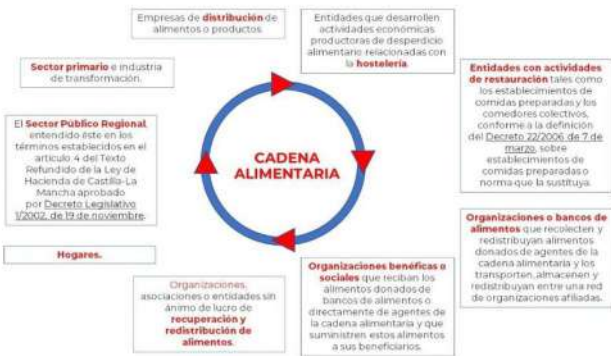 Empresas de distribución de
alimentos o productos.
Entidades que desarrollen
actividades económicas
productoras de desperdicio
alimentario relacionadas con
la hostelería.
Sector primario e industria
de transformación.
Entidades con actividades
de restauración tales como
los establecimientos de
comidas preparadas y los
comedores colectivos,
conforme a la definición
del Decreto 22/2006 de 7 de
marzo, sobre
establecimientos de
comidas preparadas o
norma que la sustituya.
El Sector Público Regional,
entendido éste en los
términos establecidos en el
artículo 4 del Texto
Refundido de la Ley de
Hacienda de Castilla-La
Mancha aprobado
por Decreto Legislativo
1/2002, de 19 de noviembre.
CADENA
ALIMENTARIA
Organizaciones o bancos de
alimentos que recolecten y
redistribuyan alimentos
donados de agentes de la
cadena alimentaria y los
transporten, almacenen y
redistribuyan entre una red
de organizaciones afiliadas.
Hogares.
Organizaciones,
asociaciones o entidades sin
ánimo de lucro de
recuperación y
redistribución de
alimentos.
Organizaciones benéficas o
sociales que reciban los
alimentos donados de
bancos de alimentos o
directamente de agentes de
la cadena alimentaria y que
suministren estos alimentos
a sus beneficiarios.